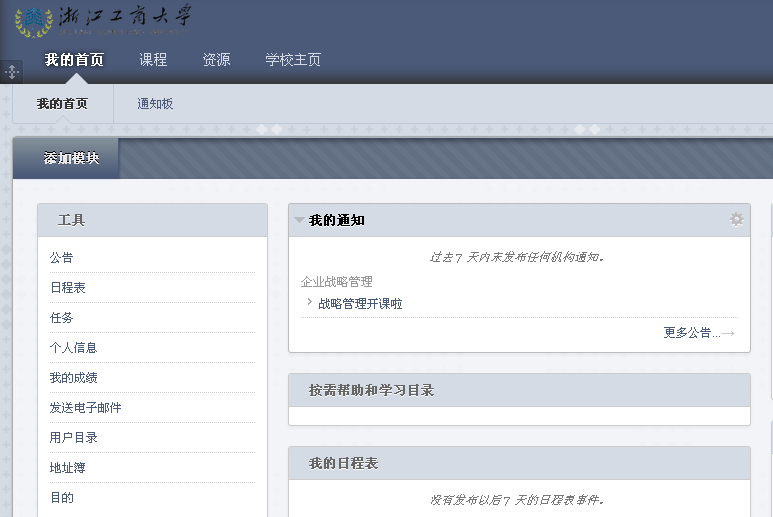 浙江工商大学
我的首页 课程 资源 学校主页
我的首页 通知板
添加模块
工具
公告
日程表
任务
个人信息
我的成绩
发送电子邮件
用户目录
地址簿
目的
我的通知
过去 7 天内未发布任何机构通知。
企业战略管理
战略管理开课啦
更多公告...→
按需帮助和学习目录
我的日程表
没有发布以后 7 天的日程表事件。